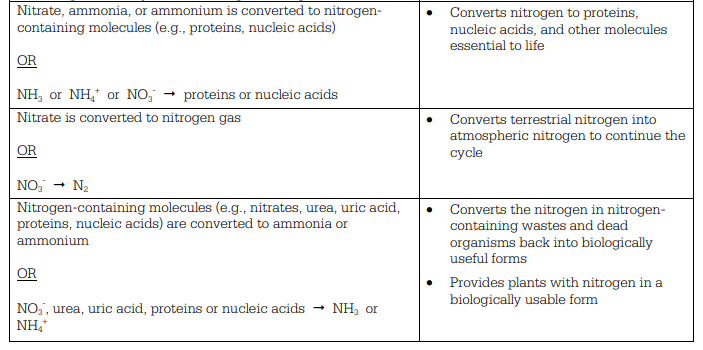 Nitrate, ammonia, or ammonium is converted to nitrogen-
containing molecules (e.g., proteins, nucleic acids)
OR
NH₃ or NH₄⁺ or NO₃⁻ → proteins or nucleic acids
• Converts nitrogen to proteins,
nucleic acids, and other molecules
essential to life
Nitrate is converted to nitrogen gas
OR
NO₃⁻ → N₂
• Converts terrestrial nitrogen into
atmospheric nitrogen to continue the
cycle
Nitrogen-containing molecules (e.g., nitrates, urea, uric acid,
proteins, nucleic acids) are converted to ammonia or
ammonium
OR
NO₃⁻, urea, uric acid, proteins or nucleic acids → NH₃ or
NH₄⁺
• Converts the nitrogen in nitrogen-
containing wastes and dead
organisms back into biologically
useful forms
• Provides plants with nitrogen in a
biologically usable form